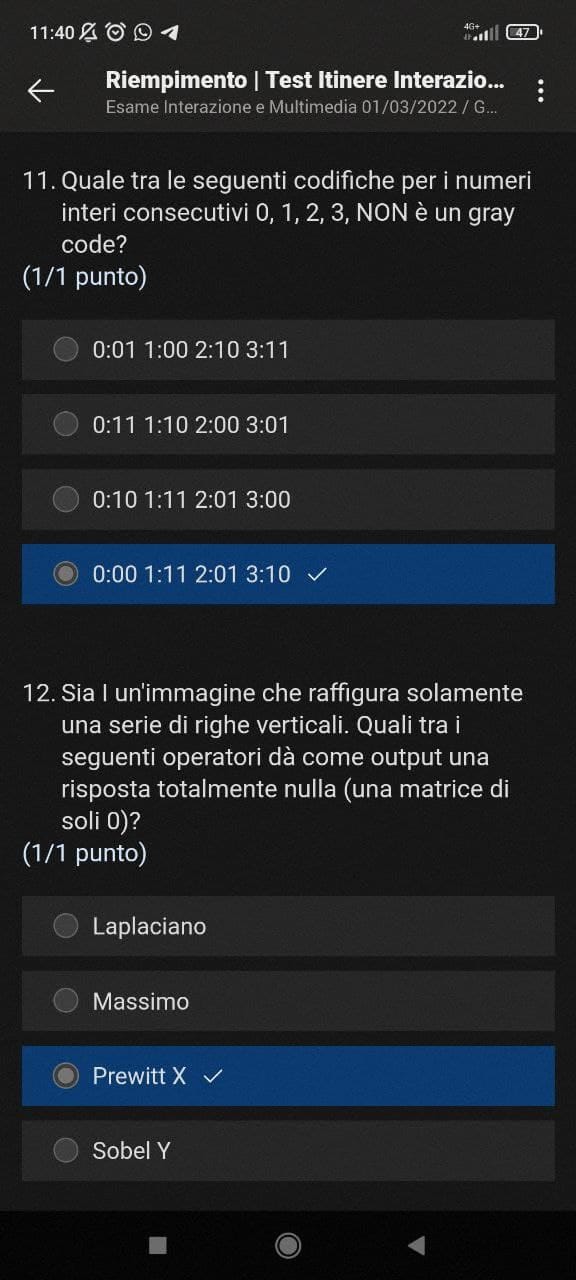 11:40
4G+
47
Riempimento | Test Itinere Interazio...
Esame Interazione e Multimedia 01/03/2022 / G...
11. Quale tra le seguenti codifiche per i numeri
interi consecutivi 0, 1, 2, 3, NON è un gray
code?
(1/1 punto)
0:01 1:00 2:10 3:11
0:11 1:10 2:00 3:01
0:10 1:11 2:01 3:00
0:00 1:11 2:01 3:10
12. Sia I un'immagine che raffigura solamente
una serie di righe verticali. Quali tra i
seguenti operatori dà come output una
risposta totalmente nulla (una matrice di
soli 0)?
(1/1 punto)
Laplaciano
Massimo
Prewitt X
Sobel Y